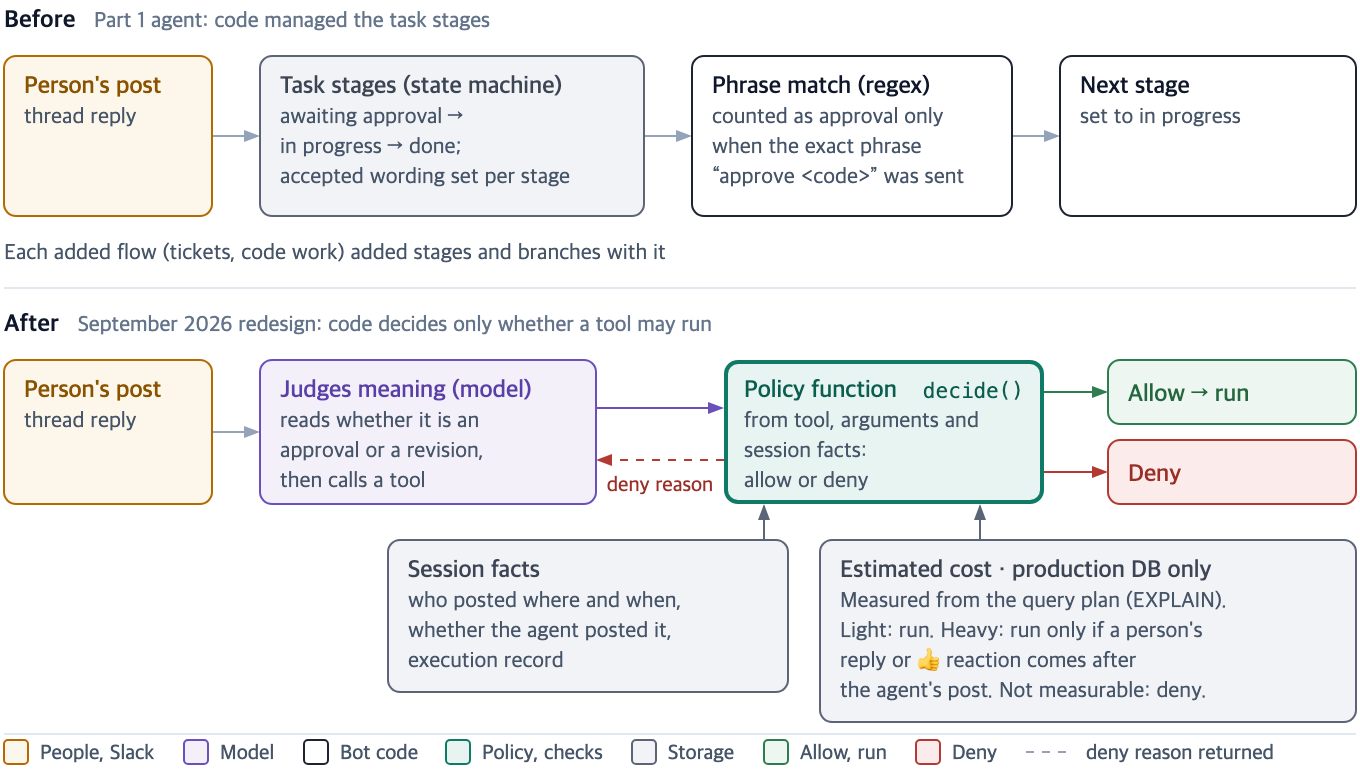 Before Part 1 agent: code managed the task stages
Person's post
thread reply
Task stages (state machine)
awaiting approval →
in progress → done;
accepted wording set per stage
Phrase match (regex)
counted as approval only
when the exact phrase
“approve <code>” was sent
Next stage
set to in progress
Each added flow (tickets, code work) added stages and branches with it
After September 2026 redesign: code decides only whether a tool may run
Person's post
thread reply
Judges meaning (model)
reads whether it is an
approval or a revision,
then calls a tool
deny reason
Policy function decide()
from tool, arguments and
session facts:
allow or deny
Allow → run
Deny
Session facts
who posted where and when,
whether the agent posted it,
execution record
Estimated cost · production DB only
Measured from the query plan (EXPLAIN).
Light: run. Heavy: run only if a person's
reply or 👍 reaction comes after
the agent's post. Not measurable: deny.
People, Slack
Model
Bot code
Policy, checks
Storage
Allow, run
Deny
deny reason returned